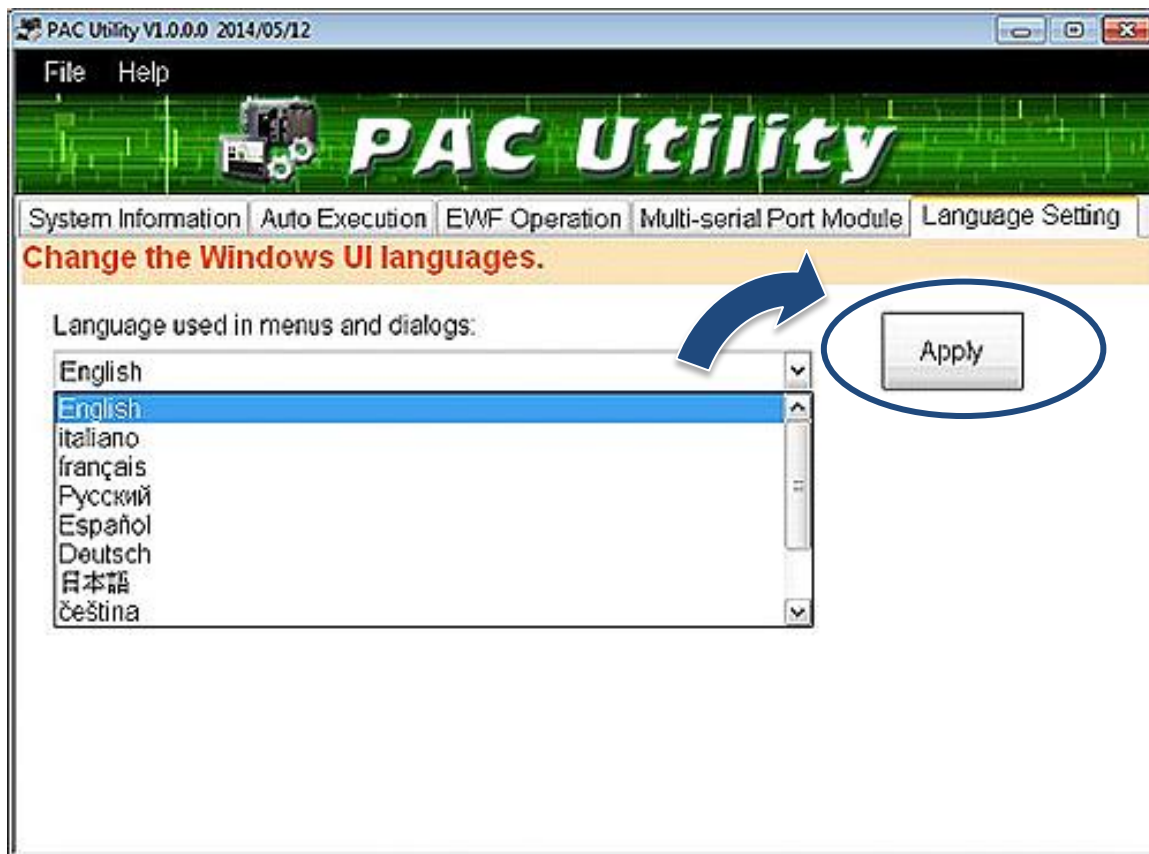 PAC Utility V1.0.0.0 2014/05/12
File Help
PAC Utility
System Information Auto Execution EWF Operation Multi-serial Port Module Language Setting
Change the Windows UI languages.
Language used in menus and dialogs:
English
Apply
English
italiano
français
Русский
Español
Deutsch
日本語
čeština